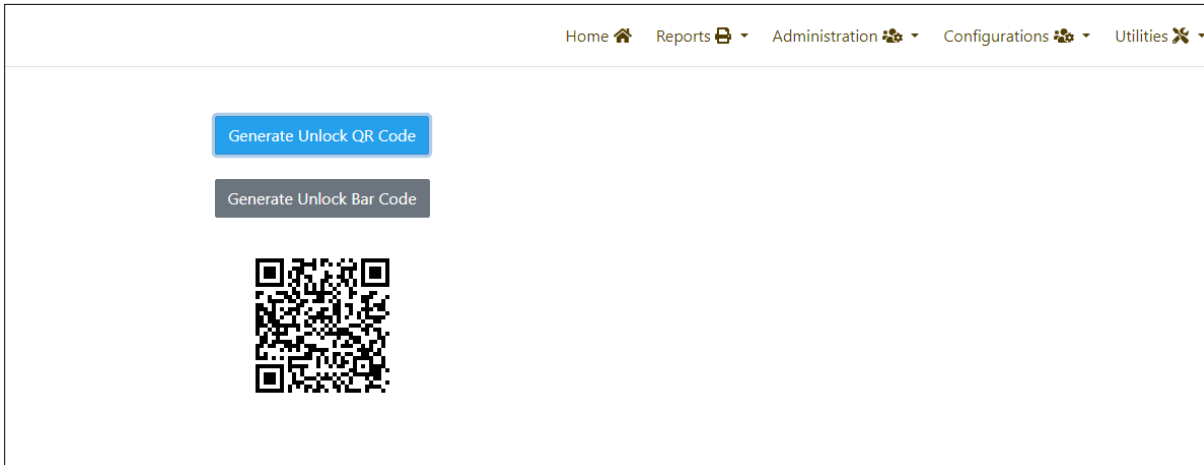 Home Reports Administration Configurations Utilities
Generate Unlock QR Code
Generate Unlock Bar Code